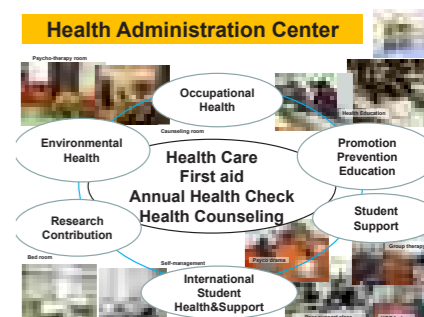 Health Administration Center
Psycho-therapy room
Occupational
Health
Health Education
Counseling room
Environmental
Health
Promotion
Prevention
Education
Health Care
First aid
Annual Health Check
Health Counseling
Research
Contribution
Student
Support
Group therapy
Bed room
Self-management
Psyco-drama
International
Student
Health&Support